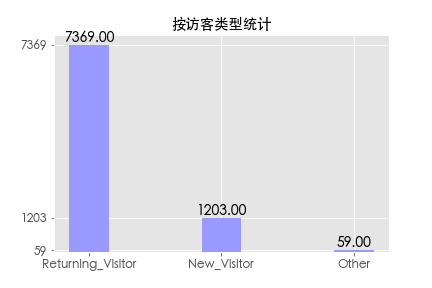 按访客类型统计
7369.00
7369
1203.00
1203
59.00
59
Returning_Visitor
New_Visitor
Other